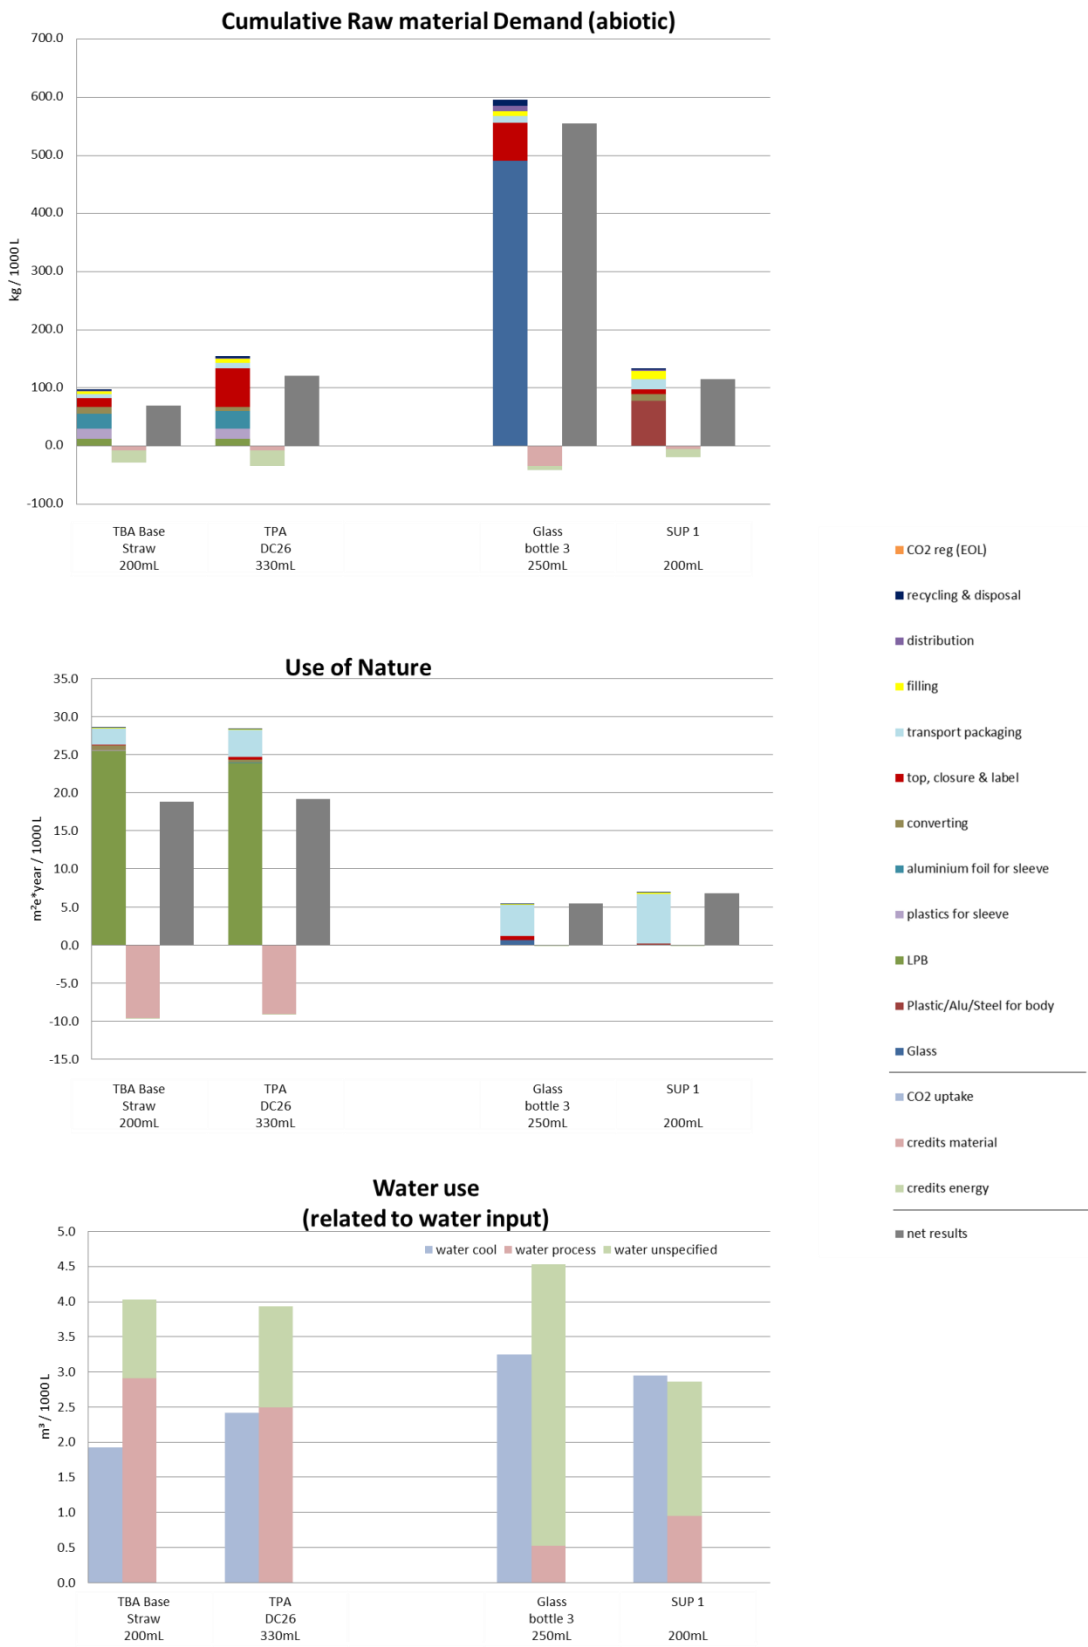 Cumulative Raw material Demand (abiotic)
700.0
600.0
500.0
400.0
300.0
200.0
100.0
0.0
-100.0
kg / 1000 L
TBA Base
Straw
200mL
TPA
DC26
330mL
Glass
bottle 3
250mL
SUP 1
200mL
Use of Nature
35.0
30.0
25.0
20.0
15.0
10.0
5.0
0.0
-5.0
-10.0
-15.0
m²e*year / 1000 L
TBA Base
Straw
200mL
TPA
DC26
330mL
Glass
bottle 3
250mL
SUP 1
200mL
CO2 reg (EOL)
recycling & disposal
distribution
filling
transport packaging
top, closure & label
converting
aluminium foil for sleeve
plastics for sleeve
LPB
Plastic/Alu/Steel for body
Glass
CO2 uptake
credits material
credits energy
net results
Water use
(related to water input)
water cool water process water unspecified
5.0
4.5
4.0
3.5
3.0
2.5
2.0
1.5
1.0
0.5
0.0
m³ / 1000 L
TBA Base
Straw
200mL
TPA
DC26
330mL
Glass
bottle 3
250mL
SUP 1
200mL